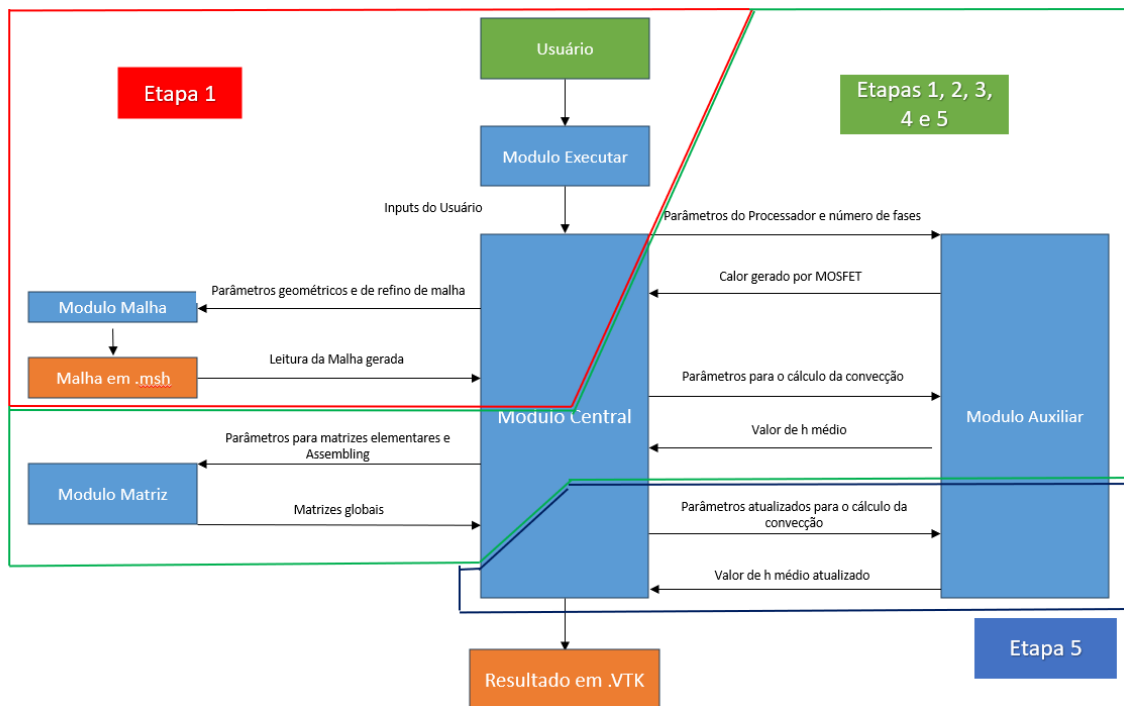 Usuário
Etapa 1
Etapas 1, 2, 3,
4 e 5
Modulo Executar
Inputs do Usuário
Parâmetros do Processador e número de fases
Calor gerado por MOSFET
Parâmetros geométricos e de refino de malha
Modulo Malha
Leitura da Malha gerada
Malha em .msh
Parâmetros para o cálculo da convecção
Modulo Central
Modulo Auxiliar
Valor de h médio
Parâmetros para matrizes elementares e
Assembling
Modulo Matriz
Matrizes globais
Parâmetros atualizados para o cálculo da
convecção
Valor de h médio atualizado
Etapa 5
Resultado em .VTK